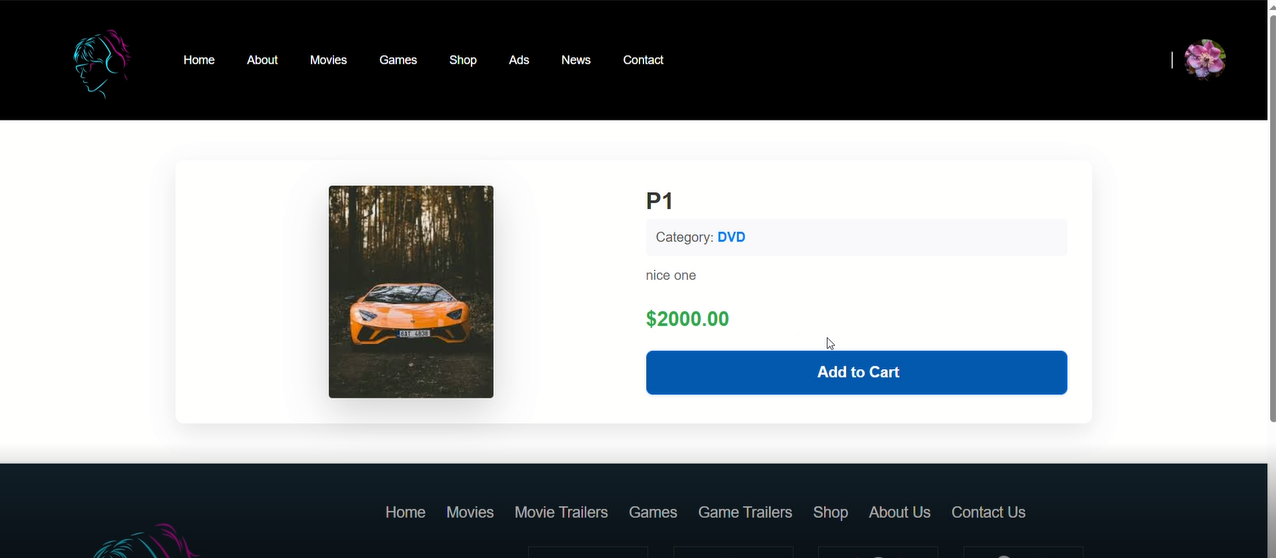 Home About Movies Games Shop Ads News Contact
P1
Category: DVD
nice one
$2000.00
Add to Cart
Home Movies Movie Trailers Games Game Trailers Shop About Us Contact Us